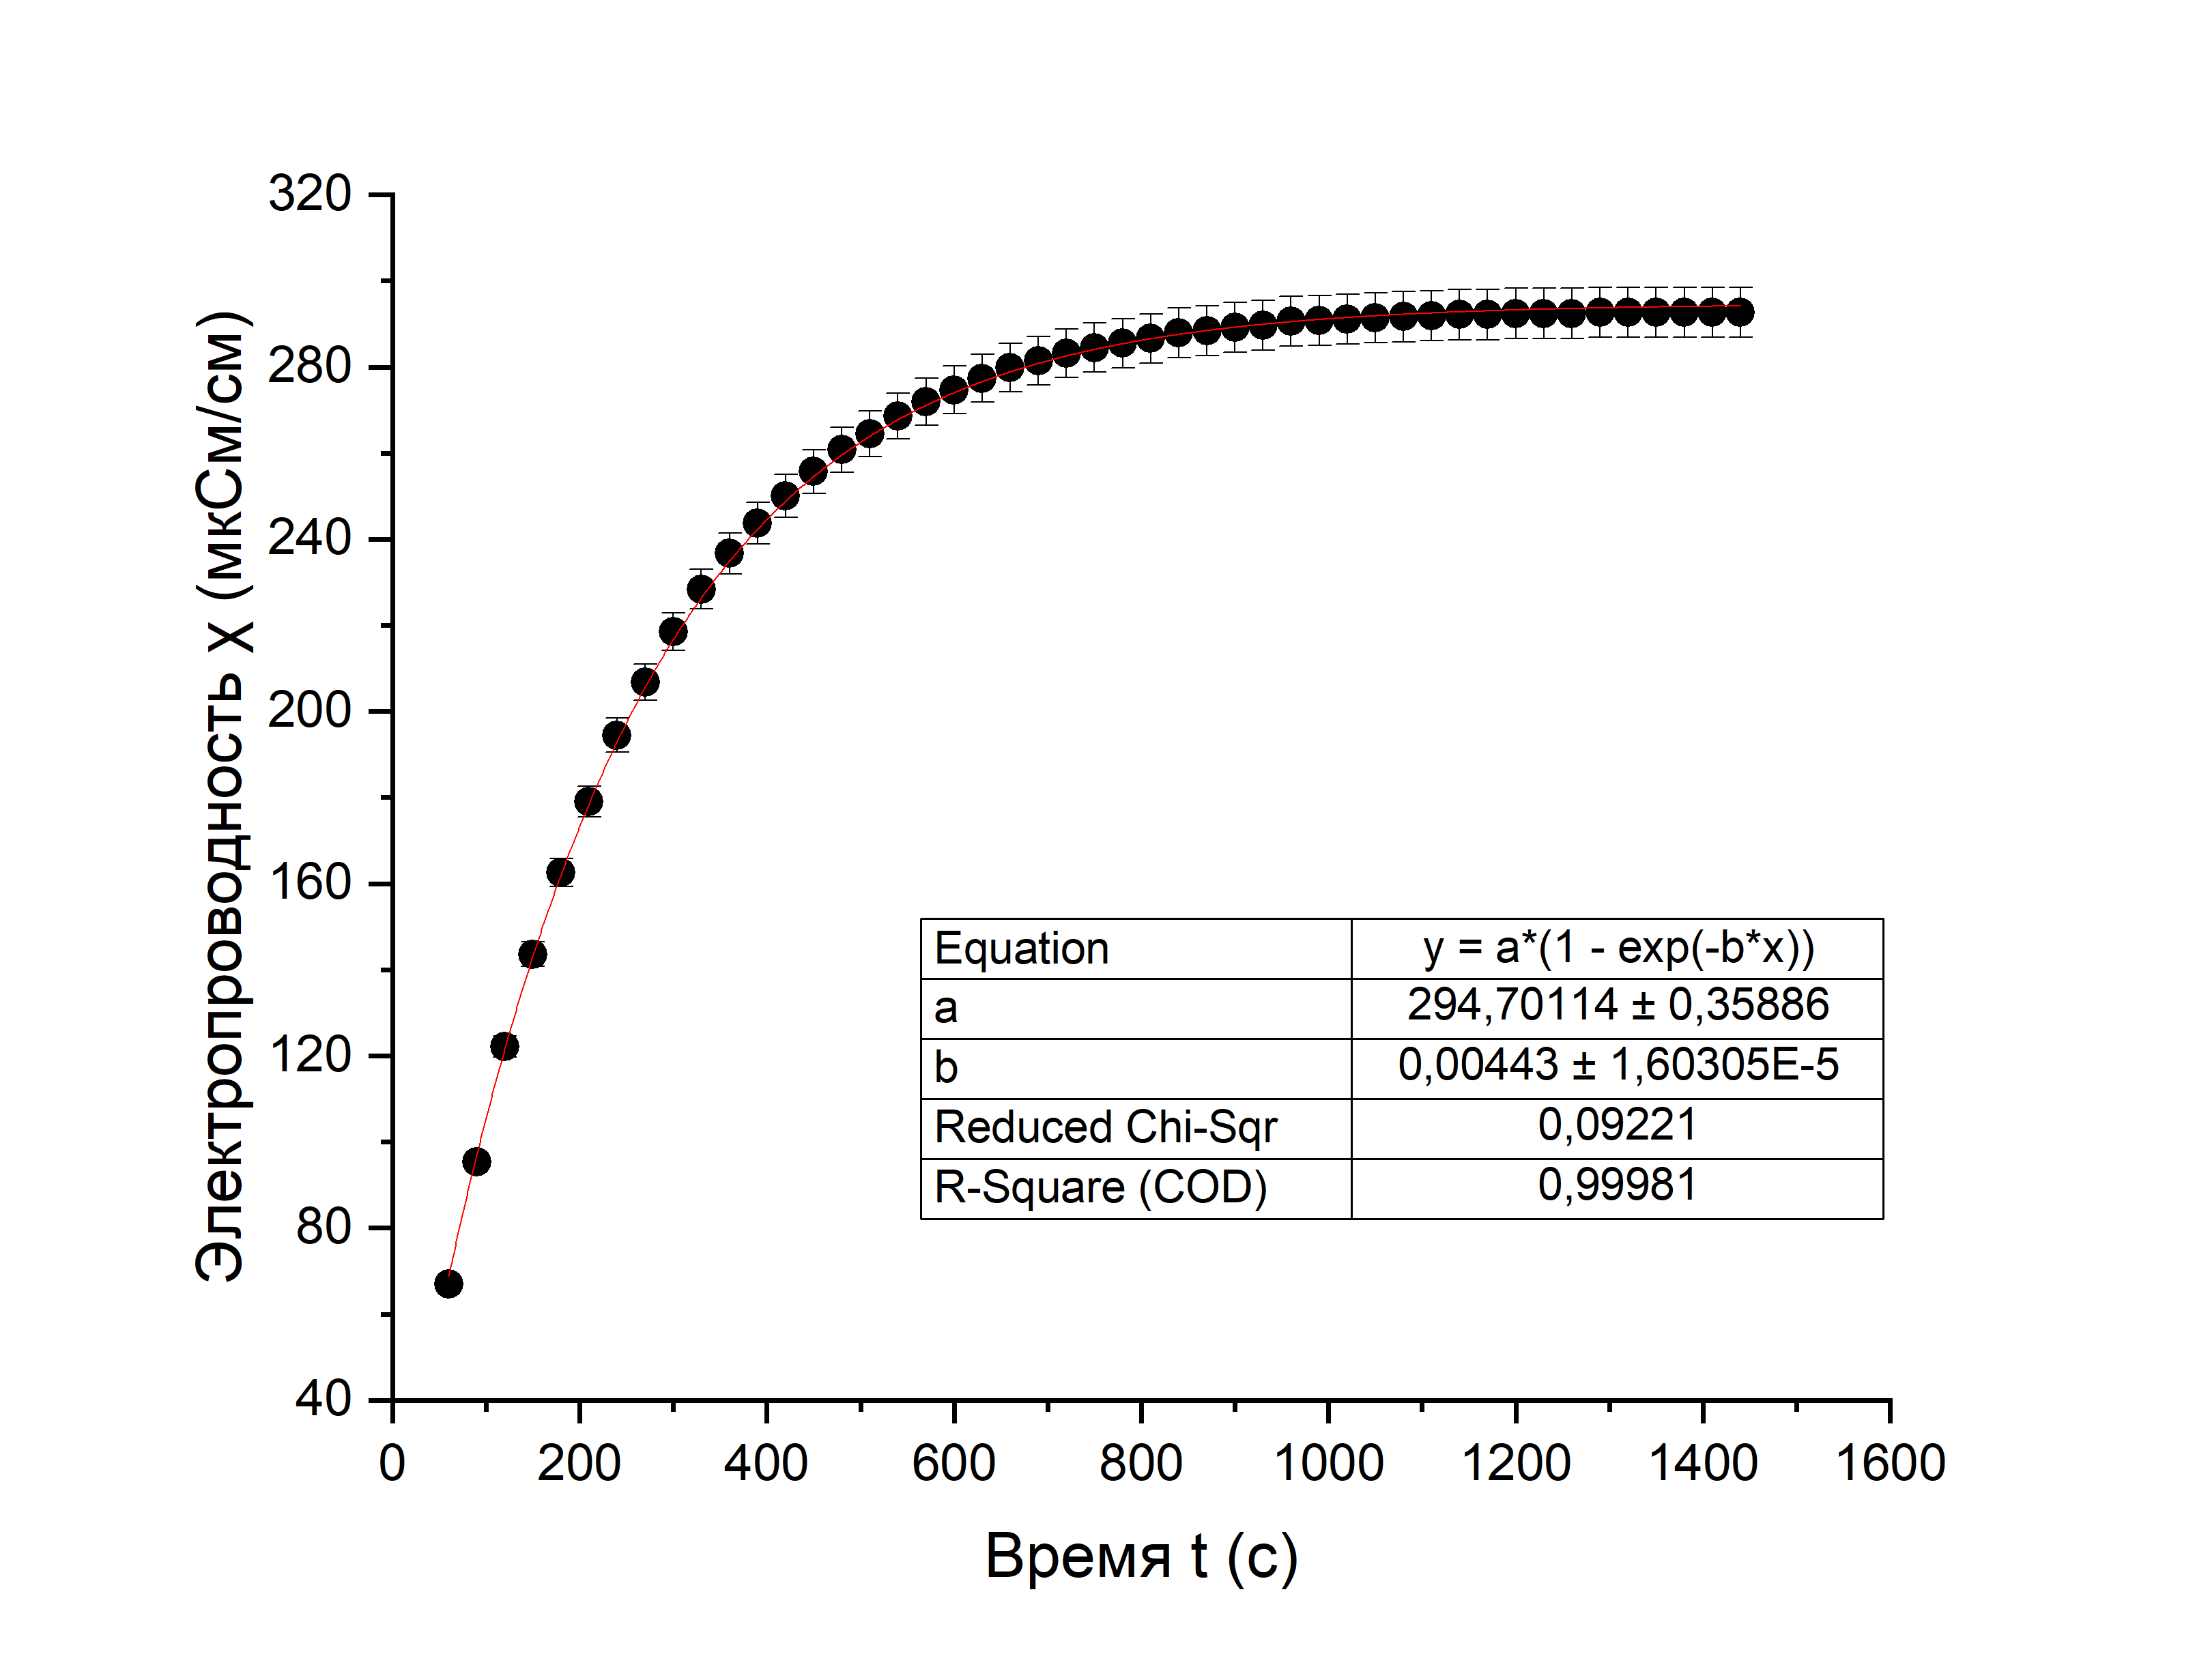 320
280
240
200
160
120
80
40
0 200 400 600 800 1000 1200 1400 1600
Электропроводность χ (мкСм/см)
Время t (с)
Equation y = a*(1 - exp(-b*x))
a 294,70114 ± 0,35886
b 0,00443 ± 1,60305E-5
Reduced Chi-Sqr 0,09221
R-Square (COD) 0,99981